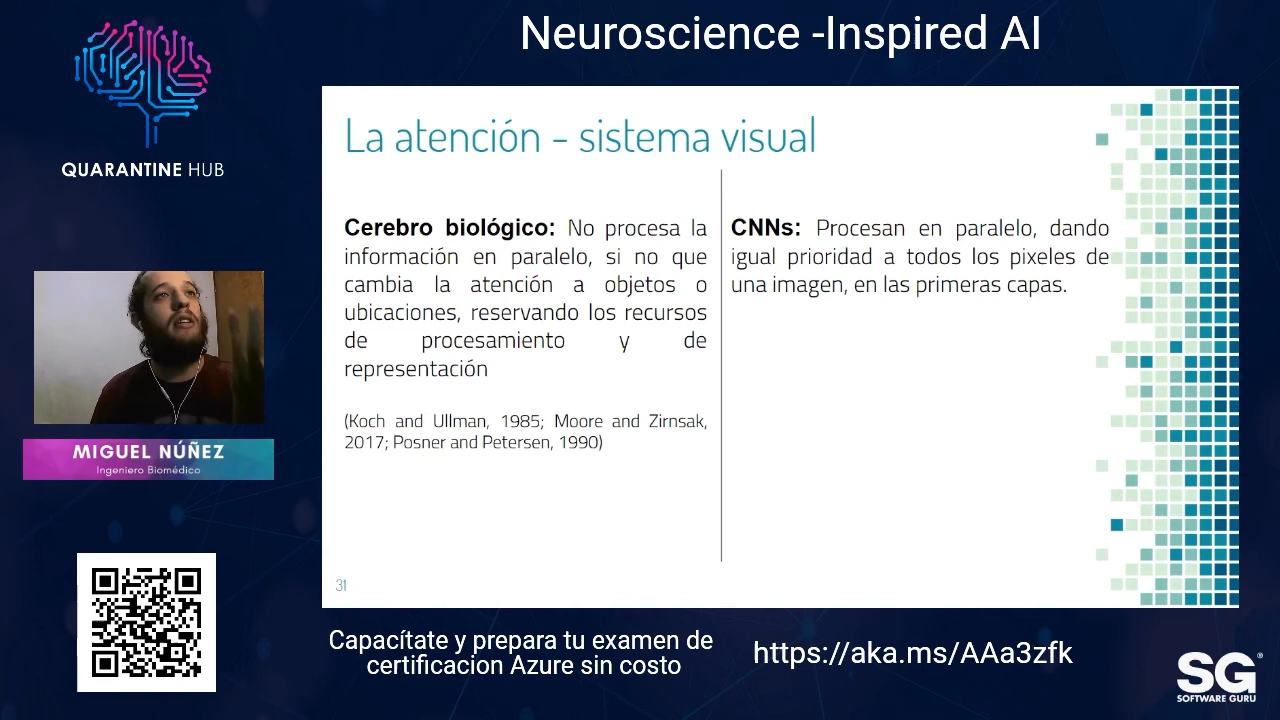 Neuroscience -Inspired AI
QUARANTINE HUB
La atención - sistema visual
Cerebro biológico: No procesa la
información en paralelo, si no que
cambia la atención a objetos o
ubicaciones, reservando los recursos
de procesamiento y de
representación
(Koch and Ullman, 1985; Moore and Zirnsak,
2017; Posner and Petersen, 1990)
CNNs: Procesan en paralelo, dando
igual prioridad a todos los pixeles de
una imagen, en las primeras capas.
31
MIGUEL NÚÑEZ
Ingeniero Biomédico
Capacítate y prepara tu examen de
certificacion Azure sin costo
https://aka.ms/AAa3zfk
SG®
SOFTWARE GURU